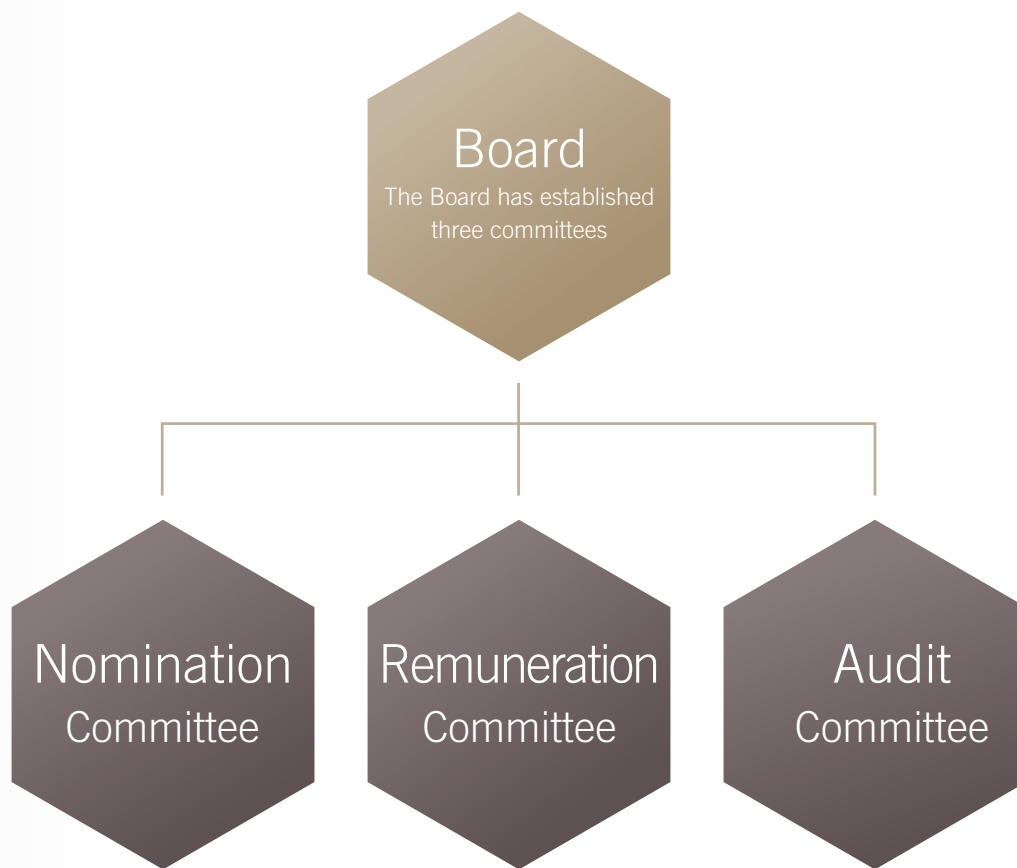 Board
The Board has established
three committees
Nomination
Committee
Remuneration
Committee
Audit
Committee